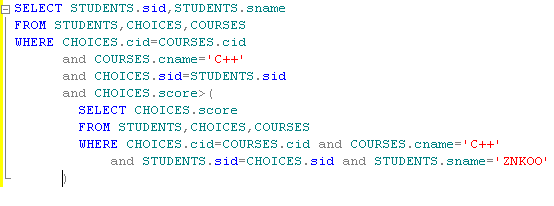 SELECT STUDENTS.sid,STUDENTS.sname
FROM STUDENTS,CHOICES,COURSES
WHERE CHOICES.cid=COURSES.cid
and COURSES.cname='C++'
and CHOICES.sid=STUDENTS.sid
and CHOICES.score>(
SELECT CHOICES.score
FROM STUDENTS,CHOICES,COURSES
WHERE CHOICES.cid=COURSES.cid and COURSES.cname='C++'
and STUDENTS.sid=CHOICES.sid and STUDENTS.sname='ZNKOO'
)